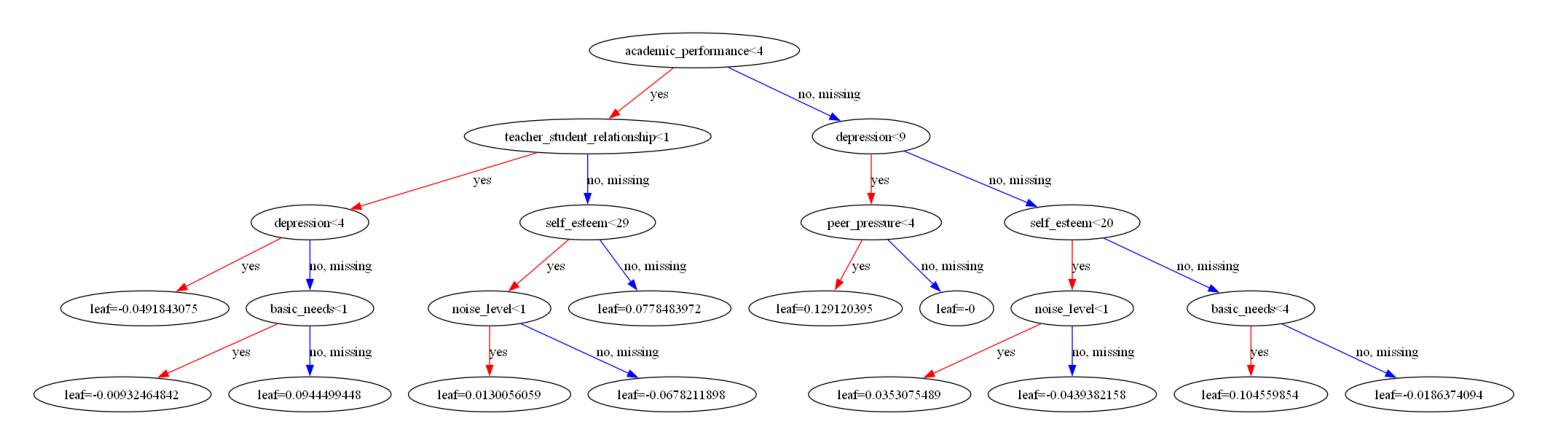 academic_performance<4
yes
no, missing
teacher_student_relationship<1
depression<9
yes
no, missing
yes
no, missing
depression<4
self_esteem<29
peer_pressure<4
self_esteem<20
yes
no, missing
yes
no, missing
yes
no, missing
yes
no, missing
leaf=-0.0491843075
basic_needs<1
noise_level<1
leaf=0.0778483972
leaf=0.129120395
leaf=-0
noise_level<1
basic_needs<4
yes
no, missing
yes
no, missing
yes
no, missing
yes
no, missing
leaf=-0.00932464842
leaf=0.0944499448
leaf=0.0130056059
leaf=-0.0678211898
leaf=0.0353075489
leaf=-0.0439382158
leaf=0.104559854
leaf=-0.0186374094